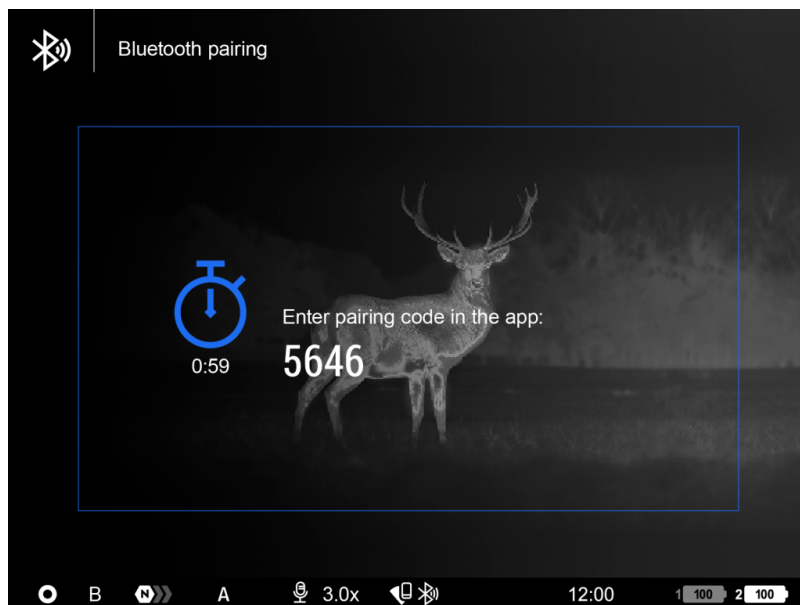 Bluetooth pairing
Enter pairing code in the app:
5646
0:59
B N A 3.0x 12:00 1 100 2 100